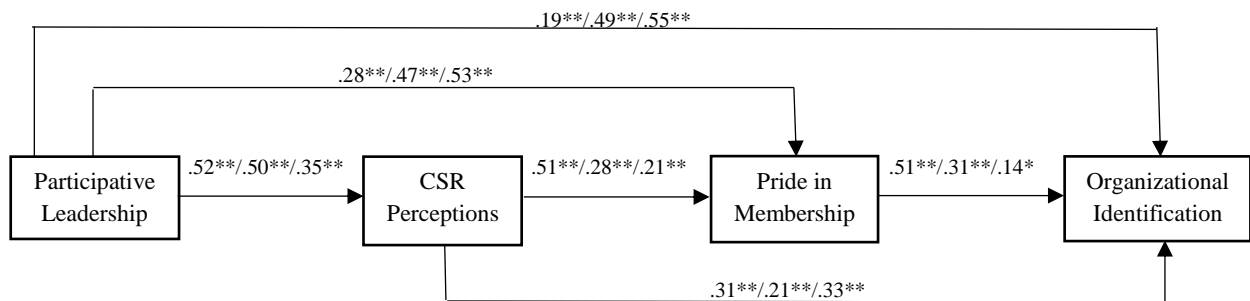 .19**/.49**/.55**
.28**/.47**/.53**
.52**/.50**/.35**
.51**/.28**/.21**
.51**/.31**/.14*
Participative
Leadership
CSR
Perceptions
Pride in
Membership
Organizational
Identification
.31**/.21**/.33**